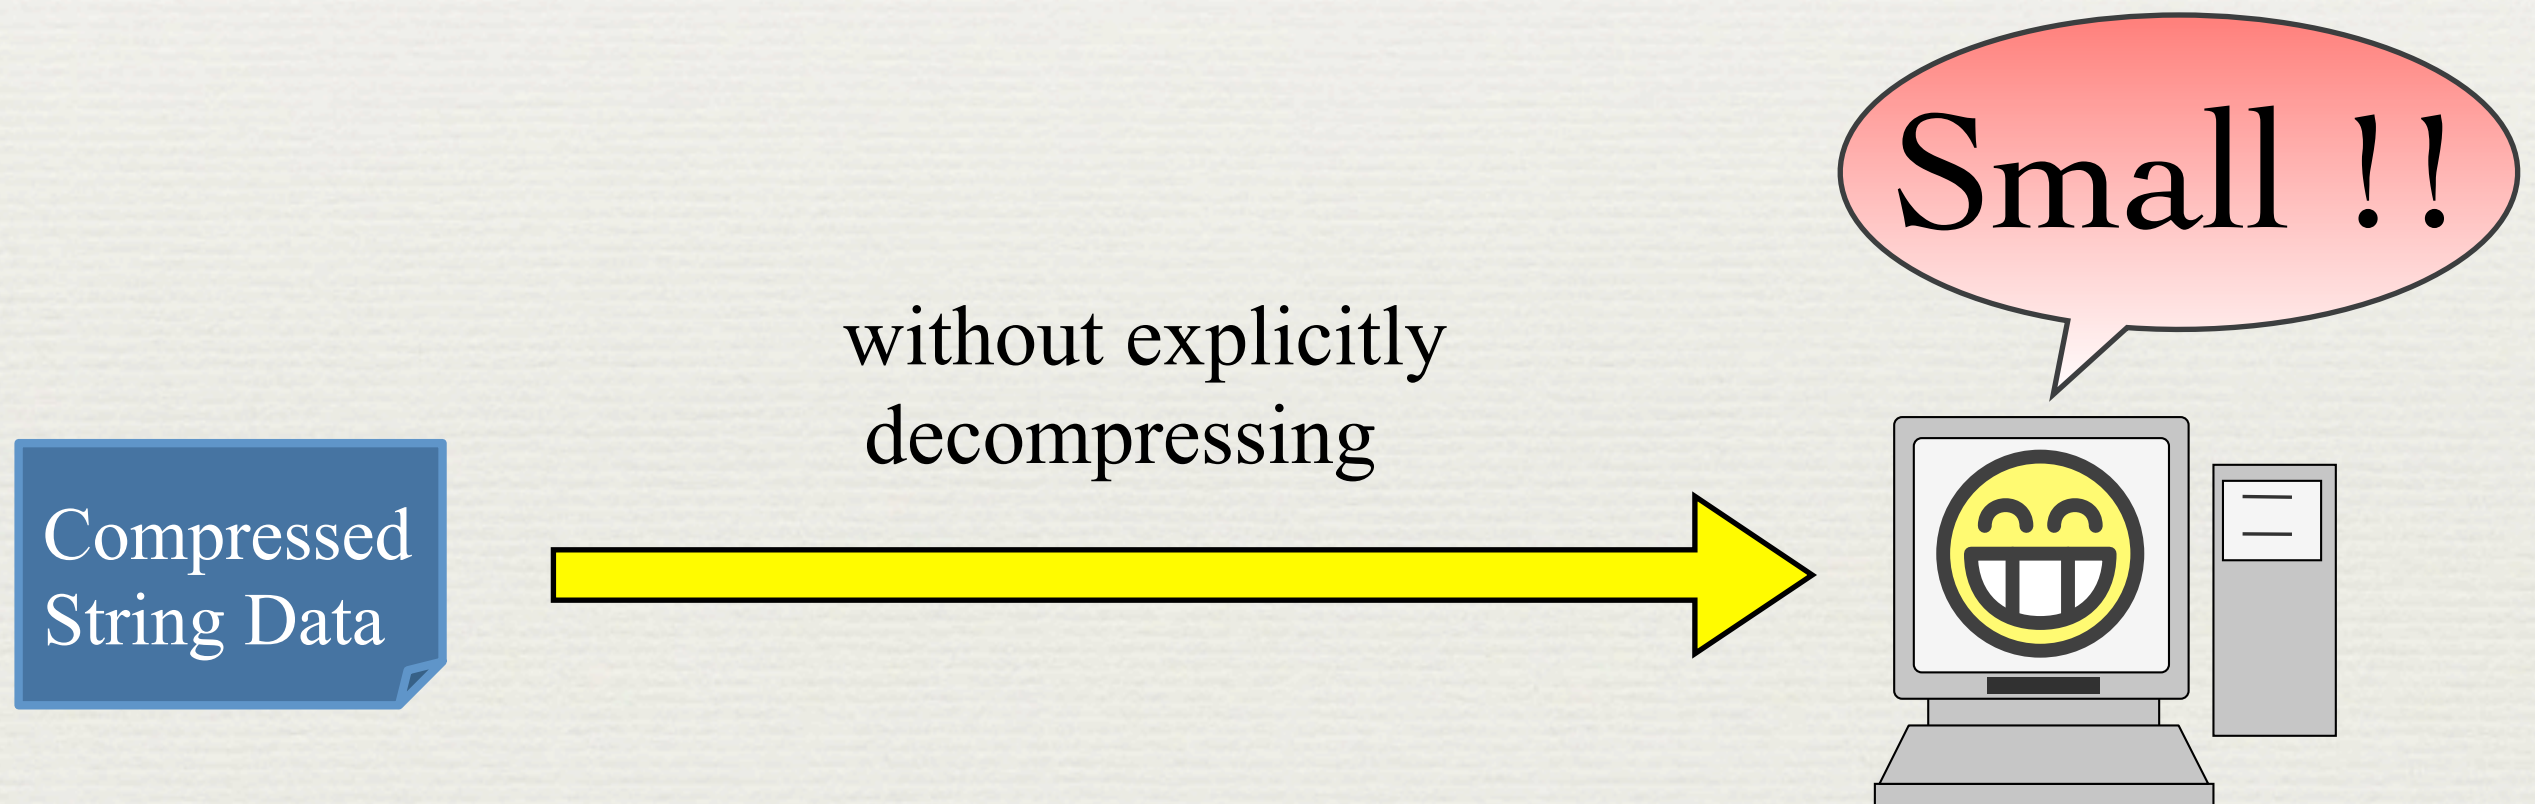 Small !!
without explicitly
decompressing
Compressed
String Data